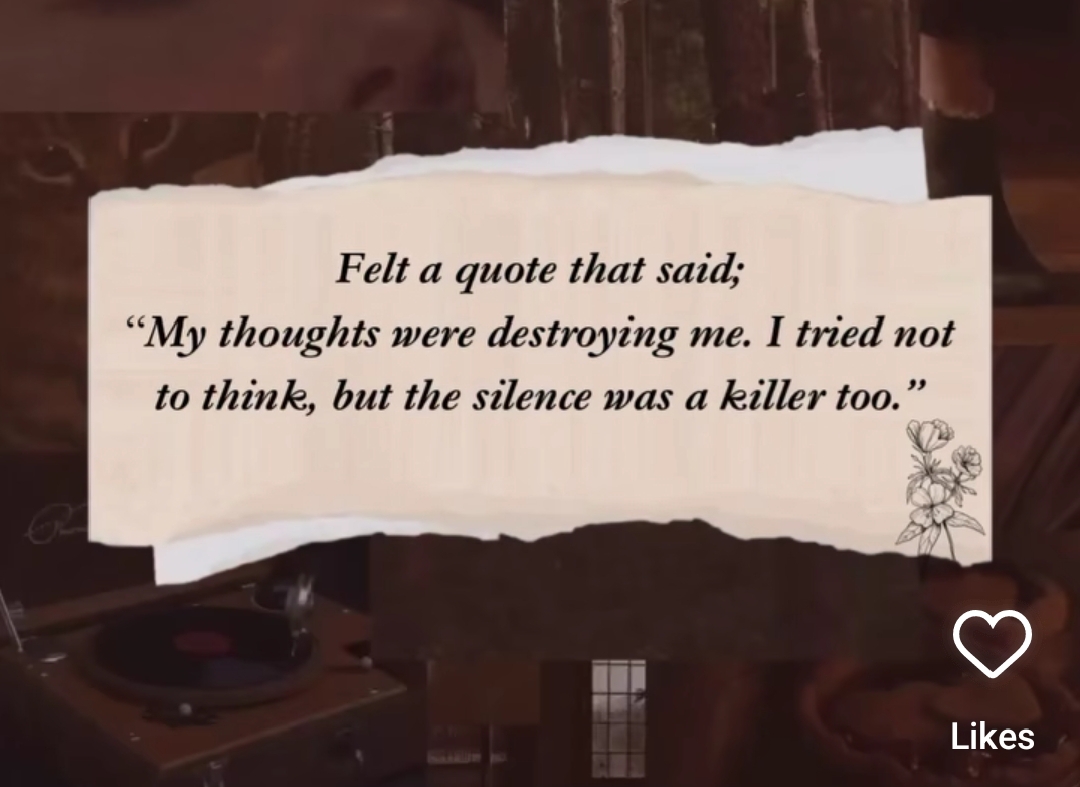 Felt a quote that said;
“My thoughts were destroying me. I tried not
to think, but the silence was a killer too.”
Likes